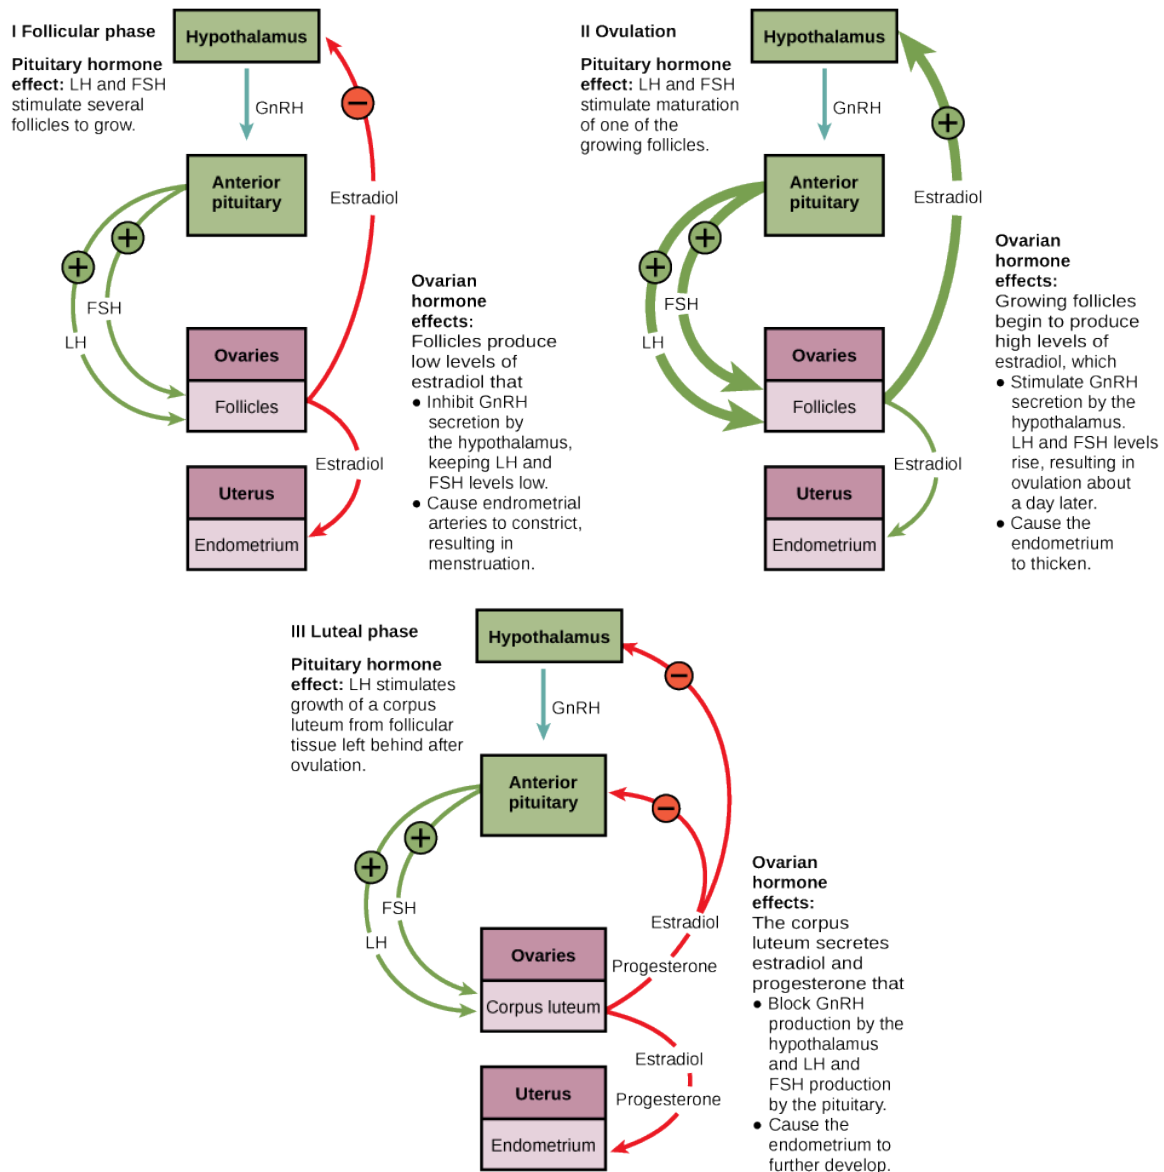 I Follicular phase
Pituitary hormone
effect: LH and FSH
stimulate several
follicles to grow.
Hypothalamus
GnRH
−
Estradiol
Anterior
pituitary
+
+
FSH
LH
Ovaries
Follicles
Estradiol
Uterus
Endometrium
Ovarian
hormone
effects:
Follicles produce
low levels of
estradiol that
● Inhibit GnRH
secretion by
the hypothalamus,
keeping LH and
FSH levels low.
● Cause endrometrial
arteries to constrict,
resulting in
menstruation.
II Ovulation
Pituitary hormone
effect: LH and FSH
stimulate maturation
of one of the
growing follicles.
Hypothalamus
GnRH
+
Estradiol
Anterior
pituitary
+
+
FSH
LH
Ovaries
Follicles
Estradiol
Uterus
Endometrium
Ovarian
hormone
effects:
Growing follicles
begin to produce
high levels of
estradiol, which
● Stimulate GnRH
secretion by the
hypothalamus.
LH and FSH levels
rise, resulting in
ovulation about
a day later.
● Cause the
endometrium
to thicken.
III Luteal phase
Pituitary hormone
effect: LH stimulates
growth of a corpus
luteum from follicular
tissue left behind after
ovulation.
Hypothalamus
−
GnRH
Anterior
pituitary
−
+
+
FSH
LH
Estradiol
Progesterone
Ovaries
Corpus luteum
Estradiol
Progesterone
Uterus
Endometrium
Ovarian
hormone
effects:
The corpus
luteum secretes
estradiol and
progesterone that
● Block GnRH
production by the
hypothalamus
and LH and
FSH production
by the pituitary.
● Cause the
endometrium to
further develop.